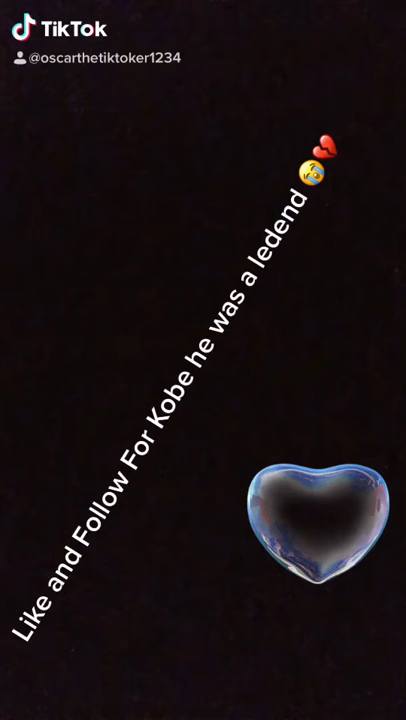 TikTok
@oscarthetiktoker1234
Like and Follow For Kobe he was a ledend 😭💔